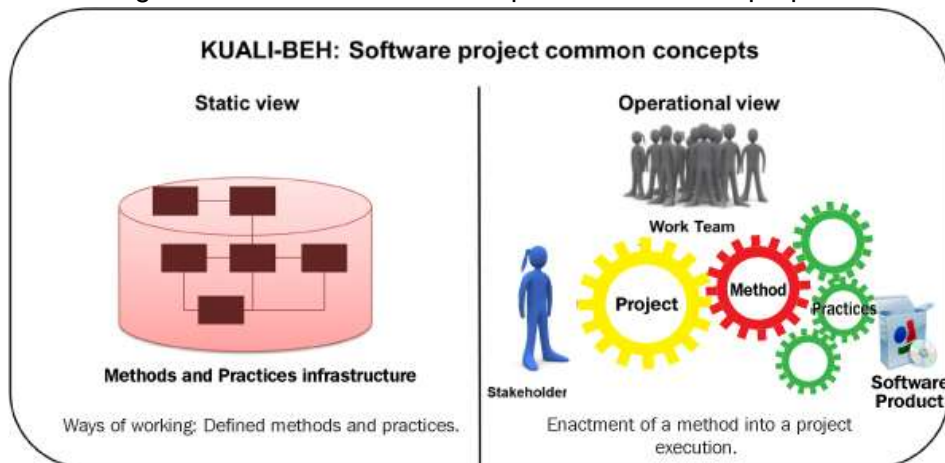 KUALI-BEH: Software project common concepts
Static view
Methods and Practices infrastructure
Ways of working: Defined methods and practices.
Operational view
Work Team
Project
Method
Practices
Stakeholder
Software
Product
Enactment of a method into a project
execution.